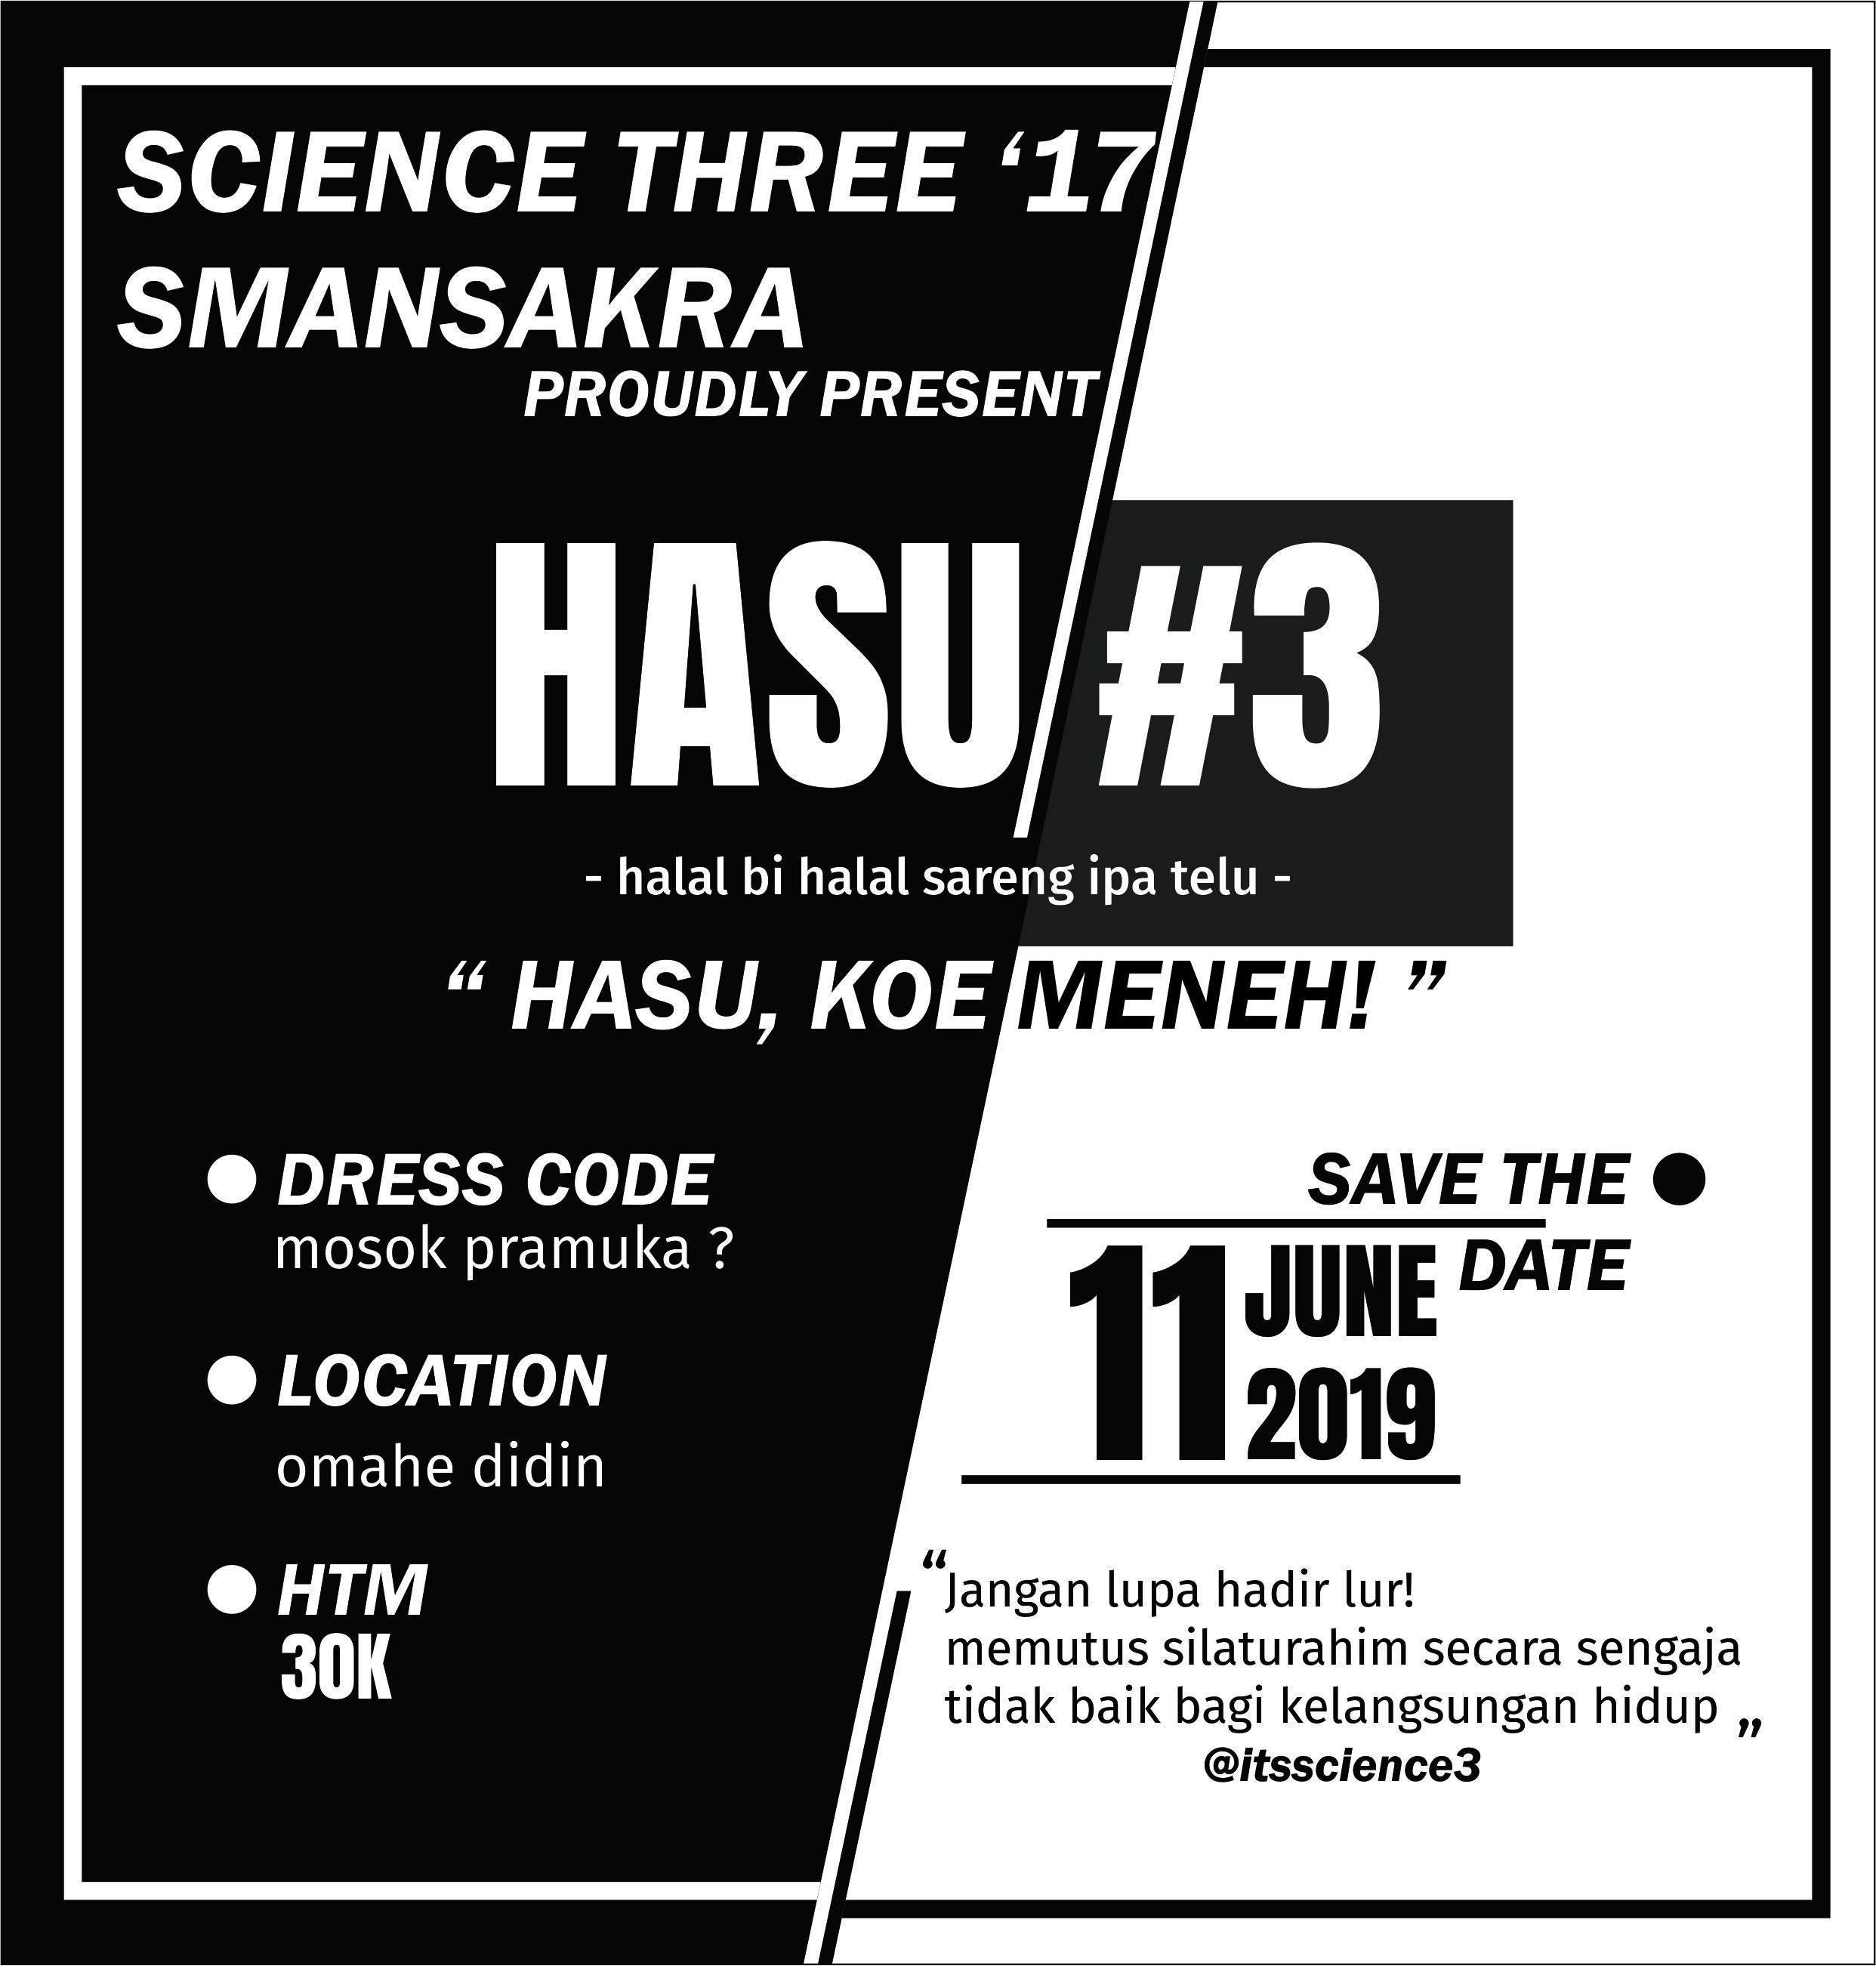 SCIENCE THREE ‘17
SMANSAKRA
PROUDLY PRESENT
HASU #3
- halal bi halal sareng ipa telu -
“ HASU, KOE MENEH! ”
DRESS CODE
mosok pramuka ?
LOCATION
omahe didin
HTM
30K
SAVE THE
DATE
11 JUNE
2019
“Jangan lupa hadir lur!
memutus silaturahim secara sengaja
tidak baik bagi kelangsungan hidup „
@itsscience3